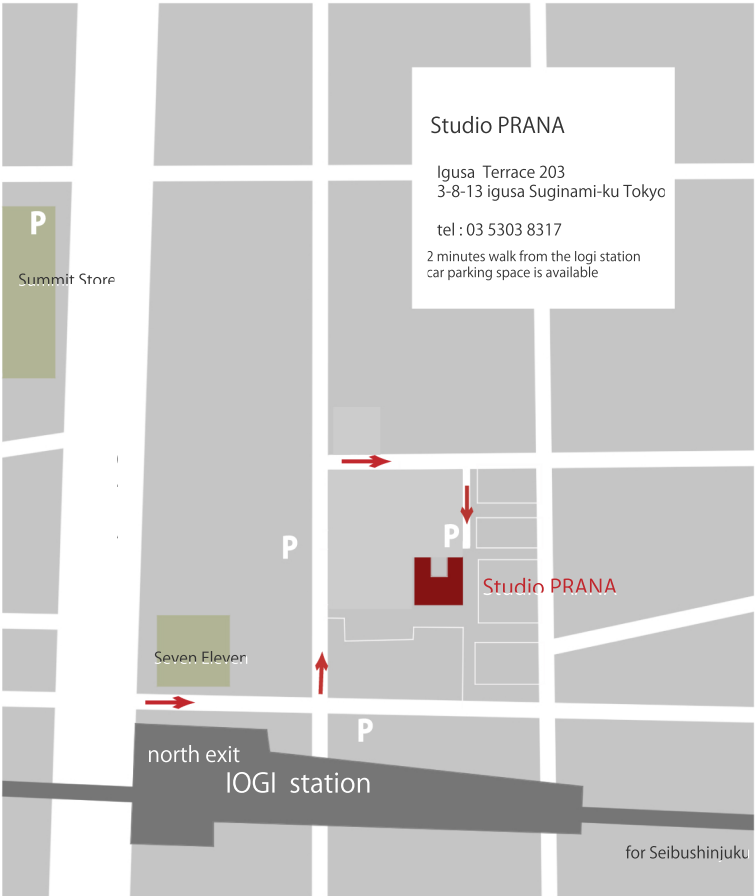 Studio PRANA
Igusa Terrace 203
3-8-13 igusa Suginami-ku Tokyo
tel : 03 5303 8317
2 minutes walk from the Iogi station
car parking space is available
P
Summit Store
P
P
Studio PRANA
Seven Eleven
P
north exit
IOGI station
for Seibushinjuku